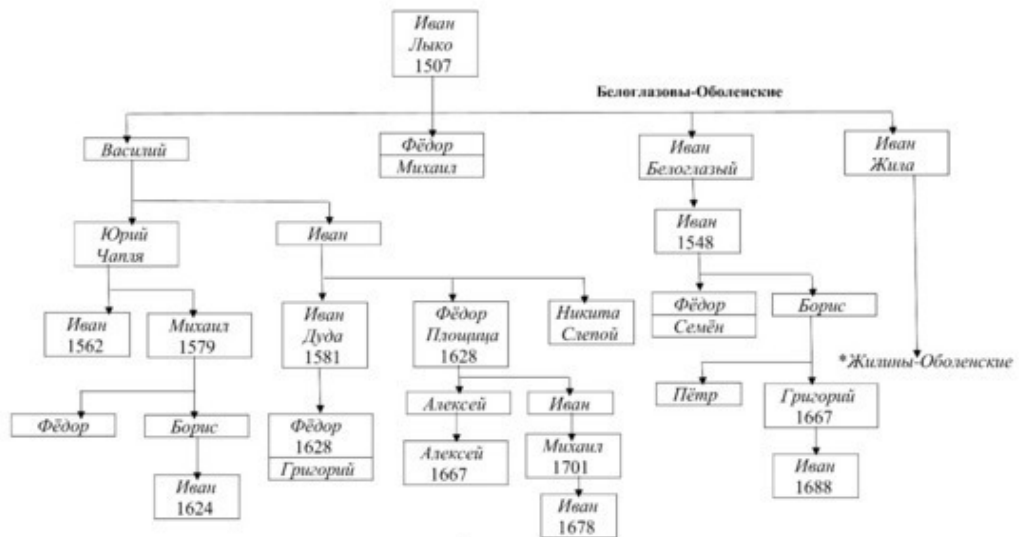 Иван
Лыко
1507
Белоглазовы-Оболенские
Василий
Фёдор
Михаил
Иван
Белоглазый
Иван
Жила
Юрий
Чапля
Иван
Иван
1548
Иван
1562
Михаил
1579
Иван
Дуда
1581
Фёдор
Площица
1628
Никита
Слепой
Фёдор
Семён
Борис
*Жилины-Оболенские
Фёдор
Борис
Фёдор
1628
Григорий
Алексей
Иван
Пётр
Григорий
1667
Иван
1624
Алексей
1667
Михаил
1701
Иван
1688
Иван
1678